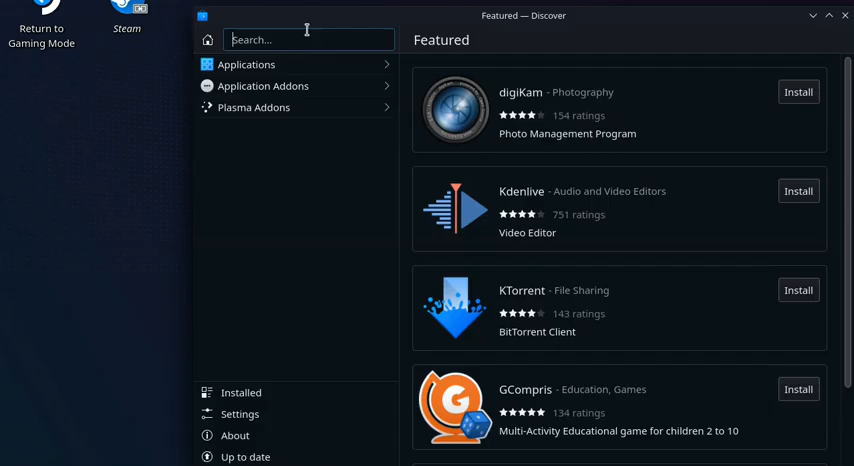 Return to
Gaming Mode
Steam
Featured — Discover
Search...
Applications
Application Addons
Plasma Addons
Installed
Settings
About
Up to date
Featured
digiKam - Photography
154 ratings
Photo Management Program
Install
Kdenlive - Audio and Video Editors
751 ratings
Video Editor
Install
KTorrent - File Sharing
143 ratings
BitTorrent Client
Install
GCompris - Education, Games
134 ratings
Multi-Activity Educational game for children 2 to 10
Install